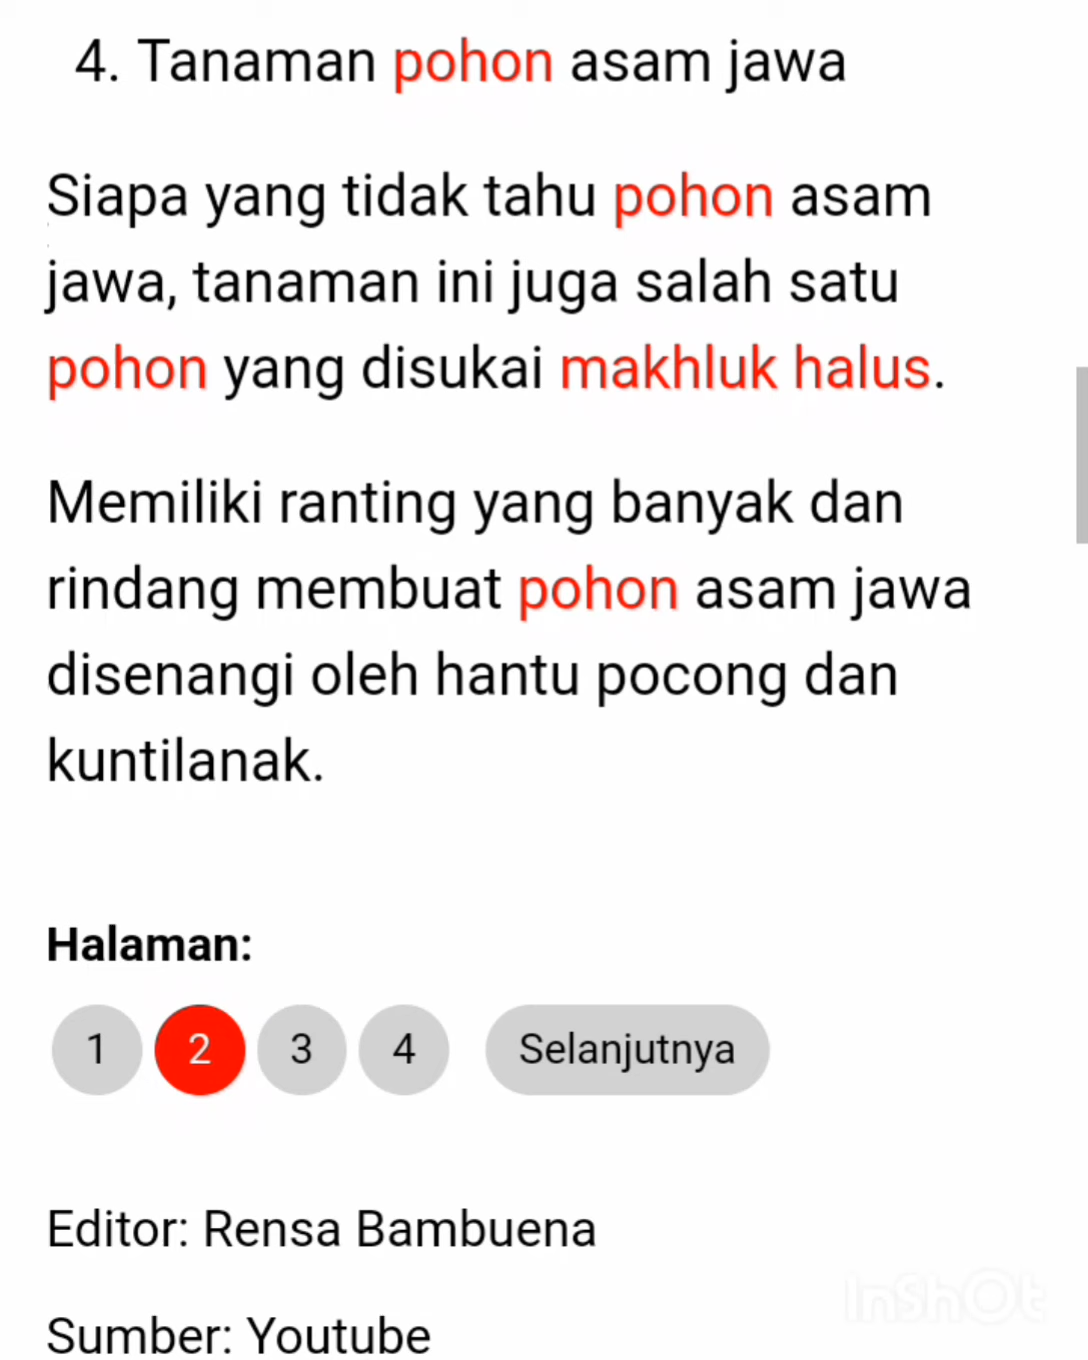 4. Tanaman pohon asam jawa
Siapa yang tidak tahu pohon asam
jawa, tanaman ini juga salah satu
pohon yang disukai makhluk halus.
Memiliki ranting yang banyak dan
rindang membuat pohon asam jawa
disenangi oleh hantu pocong dan
kuntilanak.
Halaman:
1 2 3 4 Selanjutnya
Editor: Rensa Bambuena
InShOt
Sumber: Youtube